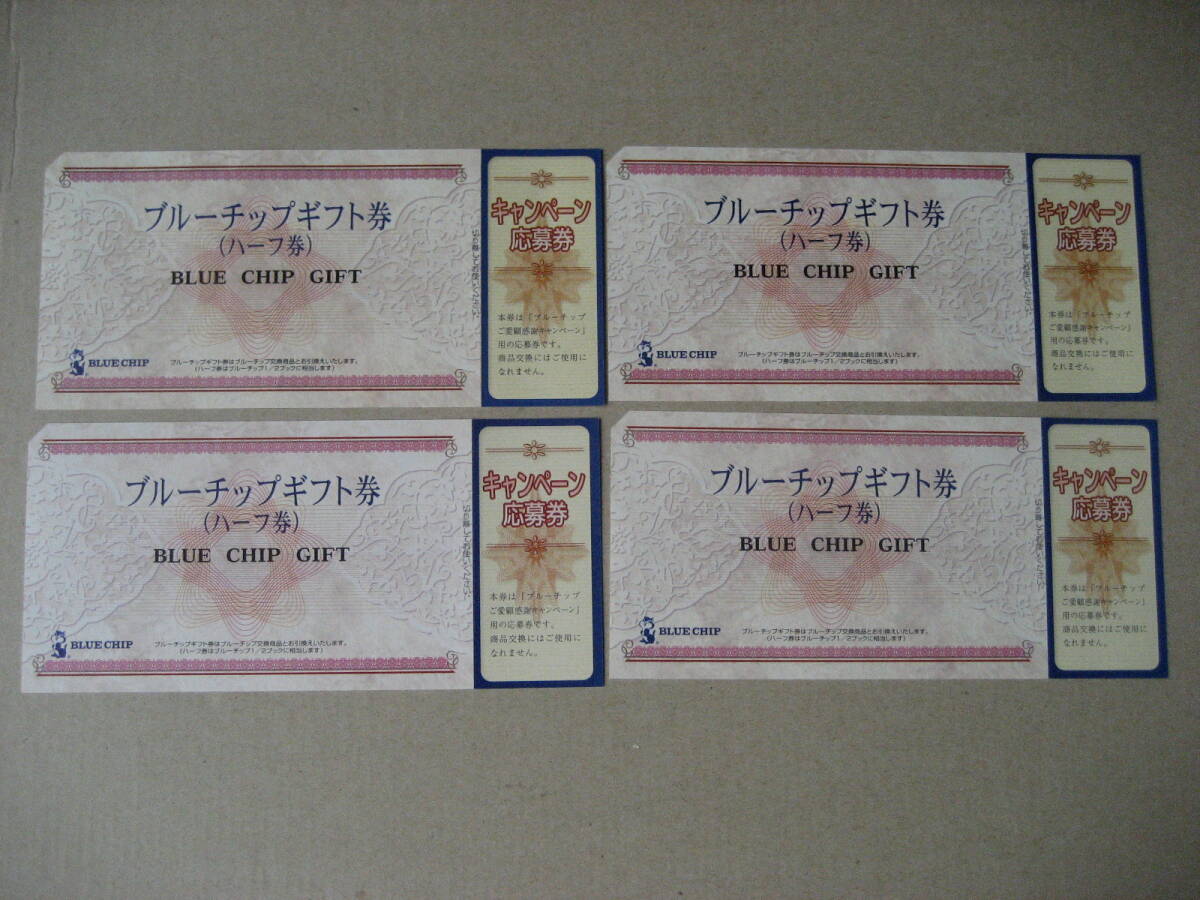 ブルーチップギフト券
(ハーフ券)
BLUE CHIP GIFT
BLUE CHIP
ブルーチップギフト券はブルーチップ交換商品とお引換えいたします。
(ハーフ券はブルーチップ1/2ブックに相当します)
キャンペーン
応募券
本券は「ブルーチップ
ご愛顧感謝キャンペーン」
用の応募券です。
商品交換にはご使用に
なれません。
ブルーチップギフト券
(ハーフ券)
BLUE CHIP GIFT
BLUE CHIP
ブルーチップギフト券はブルーチップ交換商品とお引換えいたします。
(ハーフ券はブルーチップ1/2ブックに相当します)
キャンペーン
応募券
本券は「ブルーチップ
ご愛顧感謝キャンペーン」
用の応募券です。
商品交換にはご使用に
なれません。
ブルーチップギフト券
(ハーフ券)
BLUE CHIP GIFT
BLUE CHIP
ブルーチップギフト券はブルーチップ交換商品とお引換えいたします。
(ハーフ券はブルーチップ1/2ブックに相当します)
キャンペーン
応募券
本券は「ブルーチップ
ご愛顧感謝キャンペーン」
用の応募券です。
商品交換にはご使用に
なれません。
ブルーチップギフト券
(ハーフ券)
BLUE CHIP GIFT
BLUE CHIP
ブルーチップギフト券はブルーチップ交換商品とお引換えいたします。
(ハーフ券はブルーチップ1/2ブックに相当します)
キャンペーン
応募券
本券は「ブルーチップ
ご愛顧感謝キャンペーン」
用の応募券です。
商品交換にはご使用に
なれません。